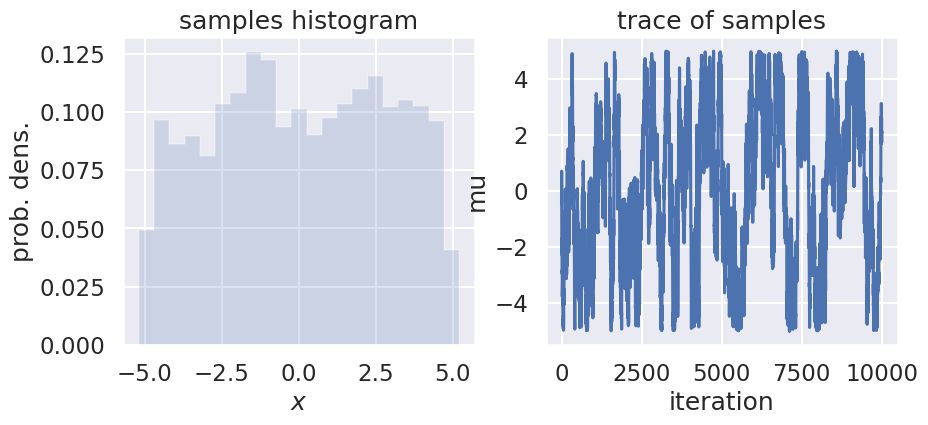 samples histogram
prob. dens.
0.125
0.100
0.075
0.050
0.025
0.000
−5.0 −2.5 0.0 2.5 5.0
x
trace of samples
mu
4
2
0
−2
−4
0 2500 5000 7500 10000
iteration